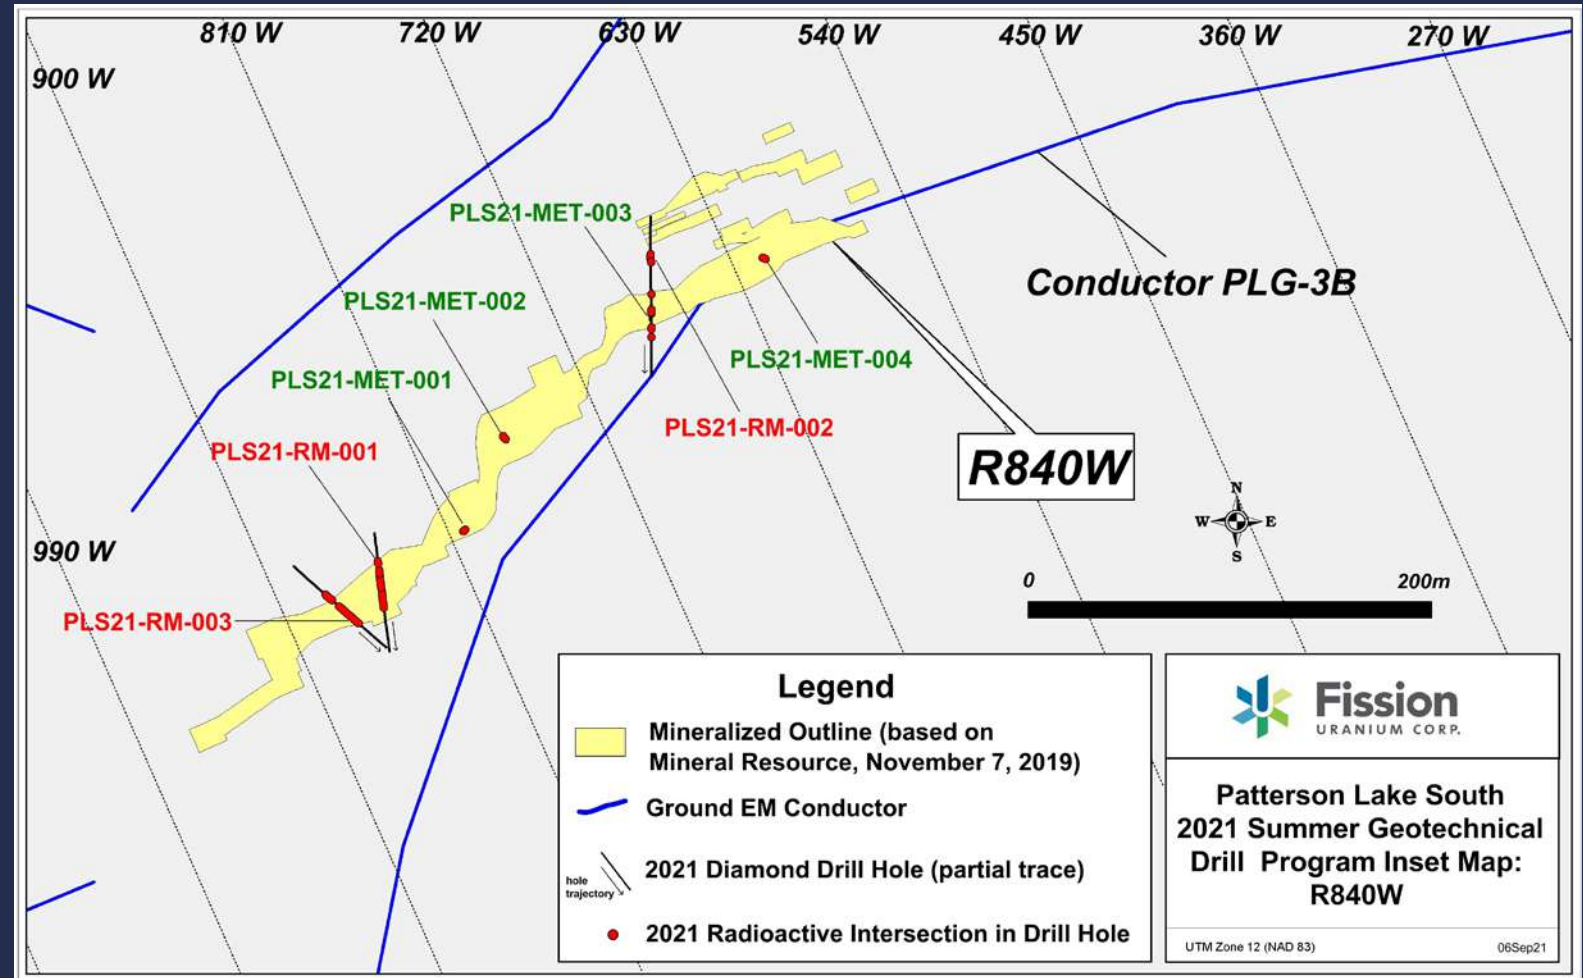 810 W
720 W
630 W
540 W
450 W
360 W
270 W
900 W
PLS21-MET-003
Conductor PLG-3B
PLS21-MET-002
PLS21-MET-004
PLS21-MET-001
PLS21-RM-002
PLS21-RM-001
R840W
N
W E
S
990 W
0 200m
PLS21-RM-003
Legend
Mineralized Outline (based on
Mineral Resource, November 7, 2019)
Ground EM Conductor
hole
trajectory
2021 Diamond Drill Hole (partial trace)
2021 Radioactive Intersection in Drill Hole
Fission
URANIUM CORP.
Patterson Lake South
2021 Summer Geotechnical
Drill Program Inset Map:
R840W
UTM Zone 12 (NAD 83)
06Sep21